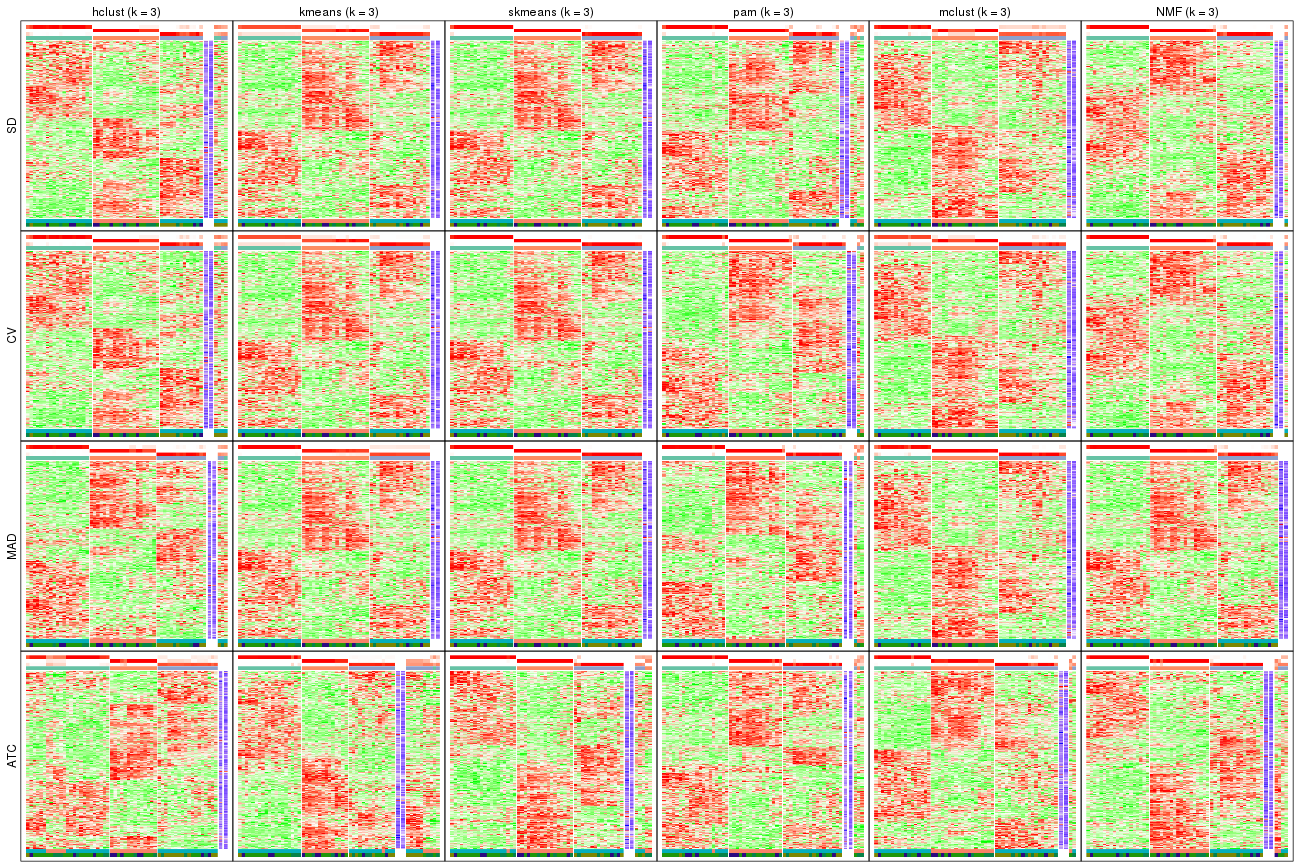 hclust (k = 3) kmeans (k = 3) skmeans (k = 3) pam (k = 3) mclust (k = 3) NMF (k = 3)
SD
CV
MAD
ATC